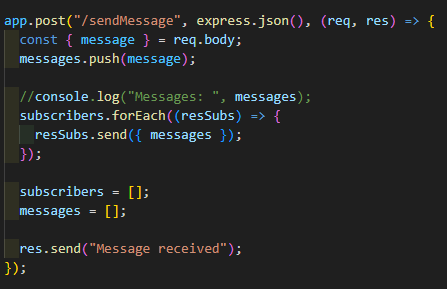 app.post("/sendMessage", express.json(), (req, res) => {
const { message } = req.body;
messages.push(message);
//console.log("Messages: ", messages);
subscribers.forEach((resSubs) => {
resSubs.send({ messages });
});
subscribers = [];
messages = [];
res.send("Message received");
});